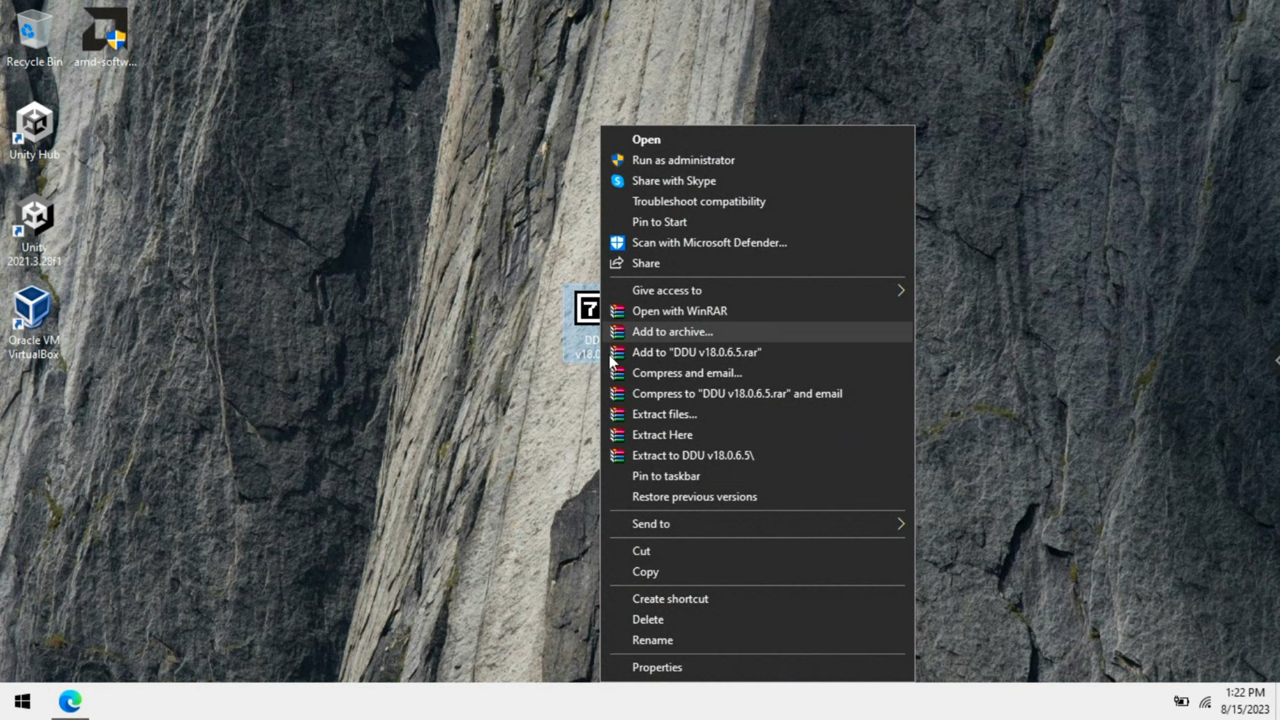 Recycle Bin
amd-softw...
Unity Hub
Unity
2021.3.28f1
Oracle VM
VirtualBox
7
DD
v18.0
Open
Run as administrator
Share with Skype
Troubleshoot compatibility
Pin to Start
Scan with Microsoft Defender...
Share
Give access to
Open with WinRAR
Add to archive...
Add to "DDU v18.0.6.5.rar"
Compress and email...
Compress to "DDU v18.0.6.5.rar" and email
Extract files...
Extract Here
Extract to DDU v18.0.6.5\
Pin to taskbar
Restore previous versions
Send to
Cut
Copy
Create shortcut
Delete
Rename
Properties
1:22 PM
8/15/2023